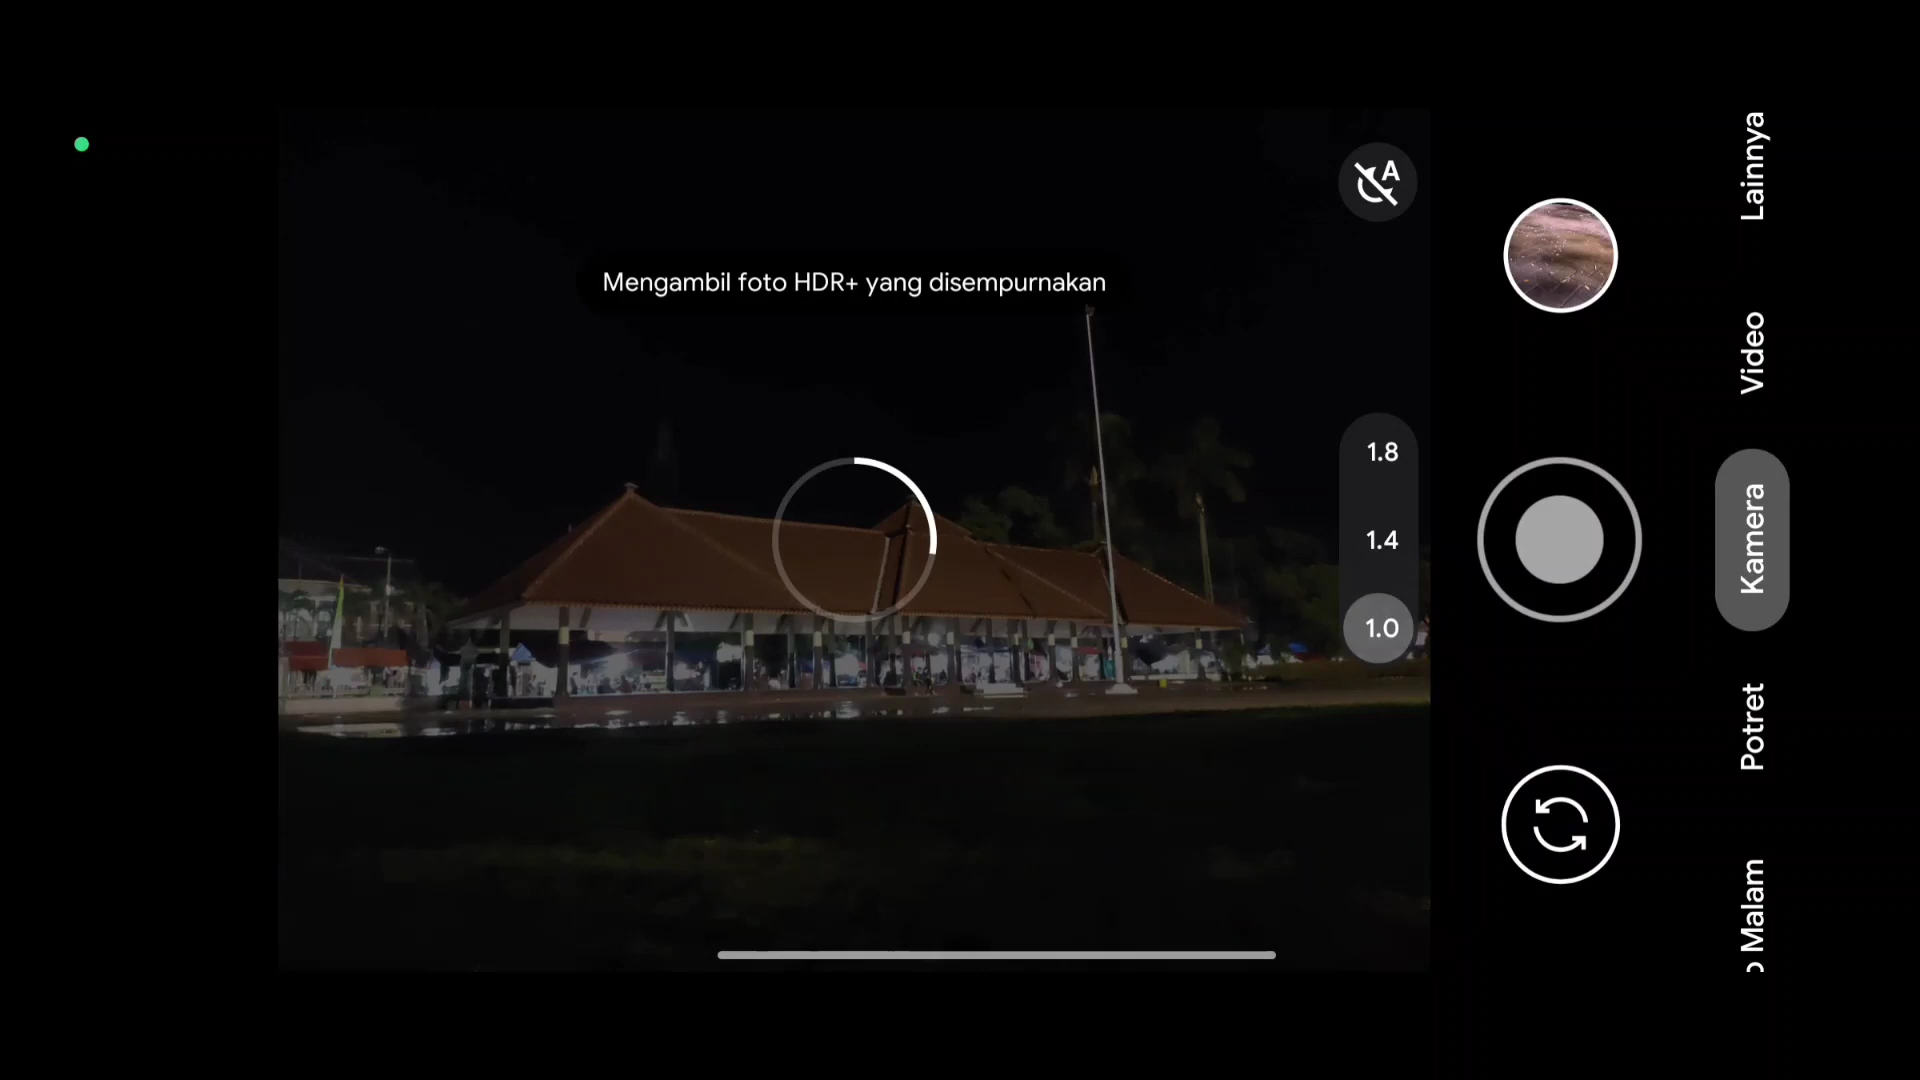 A
Mengambil foto HDR+ yang disempurnakan
1.8
1.4
1.0
Lainnya
Video
Kamera
Potret
Malam